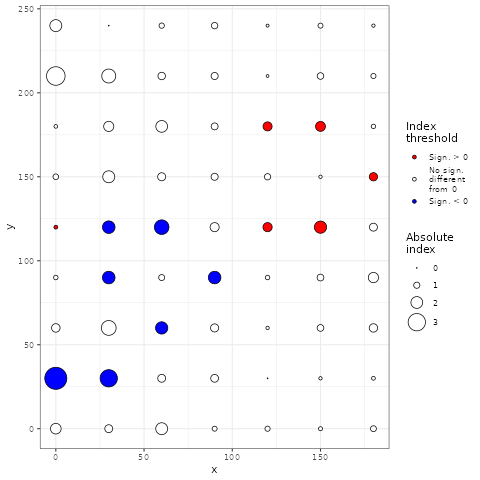 250
200
150
100
50
0
y
0
50
100
150
x
Index
threshold
Sign. > 0
No sign.
different
from 0
Sign. < 0
Absolute
index
0
1
2
3